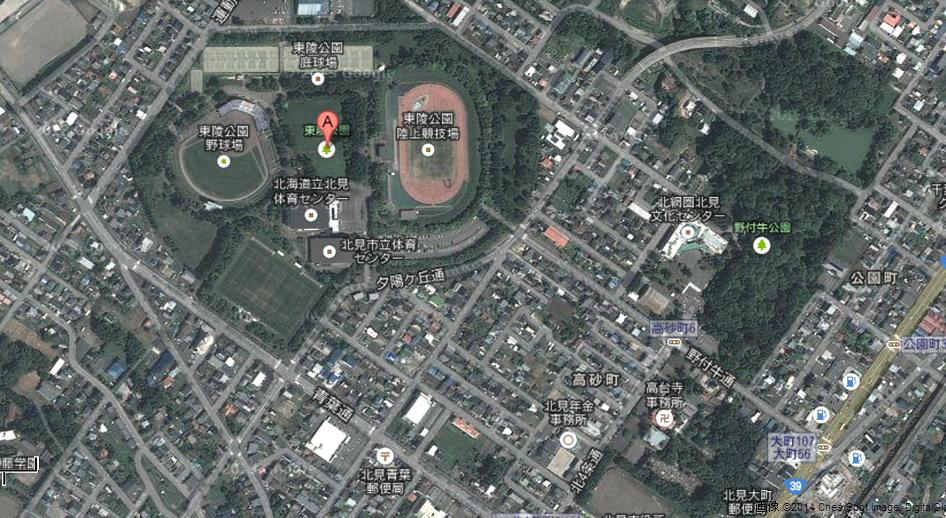 東陵公園
庭球場
A
東陵公園
東陵公園
野球場
東陵公園
陸上競技場
北海道立北見
体育センター
北見市立体育
センター
夕陽ケ丘通
北網圏北見
文化センター
野付牛公園
公園町
高砂町6
公園町3
野付牛通
高砂町
高台寺
事務所
北見年金
事務所
青葉通
大町107
大町56
北4条通
39
藤学園
北見青葉
郵便局
北見大町
郵便局
画像 ©2014 Cnes/Spot Image, Digital